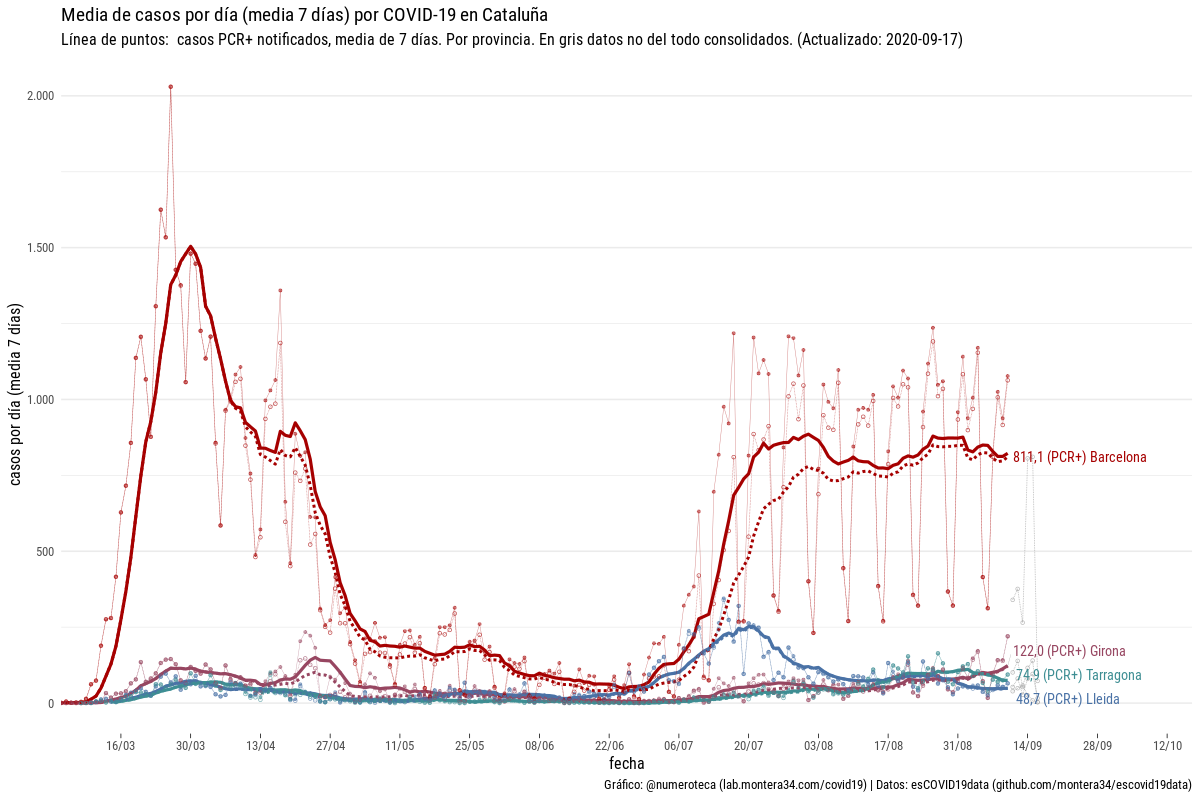 Media de casos por día (media 7 días) por COVID-19 en Cataluña
Línea de puntos:  casos PCR+ notificados, media de 7 días. Por provincia. En gris datos no del todo consolidados. (Actualizado: 2020-09-17)
casos por día (media 7 días)
2.000
1.500
1.000
500
0
811,1 (PCR+) Barcelona
122,0 (PCR+) Girona
74,9 (PCR+) Tarragona
48,7 (PCR+) Lleida
16/03 30/03 13/04 27/04 11/05 25/05 08/06 22/06 06/07 20/07 03/08 17/08 31/08 14/09 28/09 12/10
fecha
Gráfico: @numeroteca (lab.montera34.com/covid19) | Datos: esCOVID19data (github.com/montera34/escovid19data)